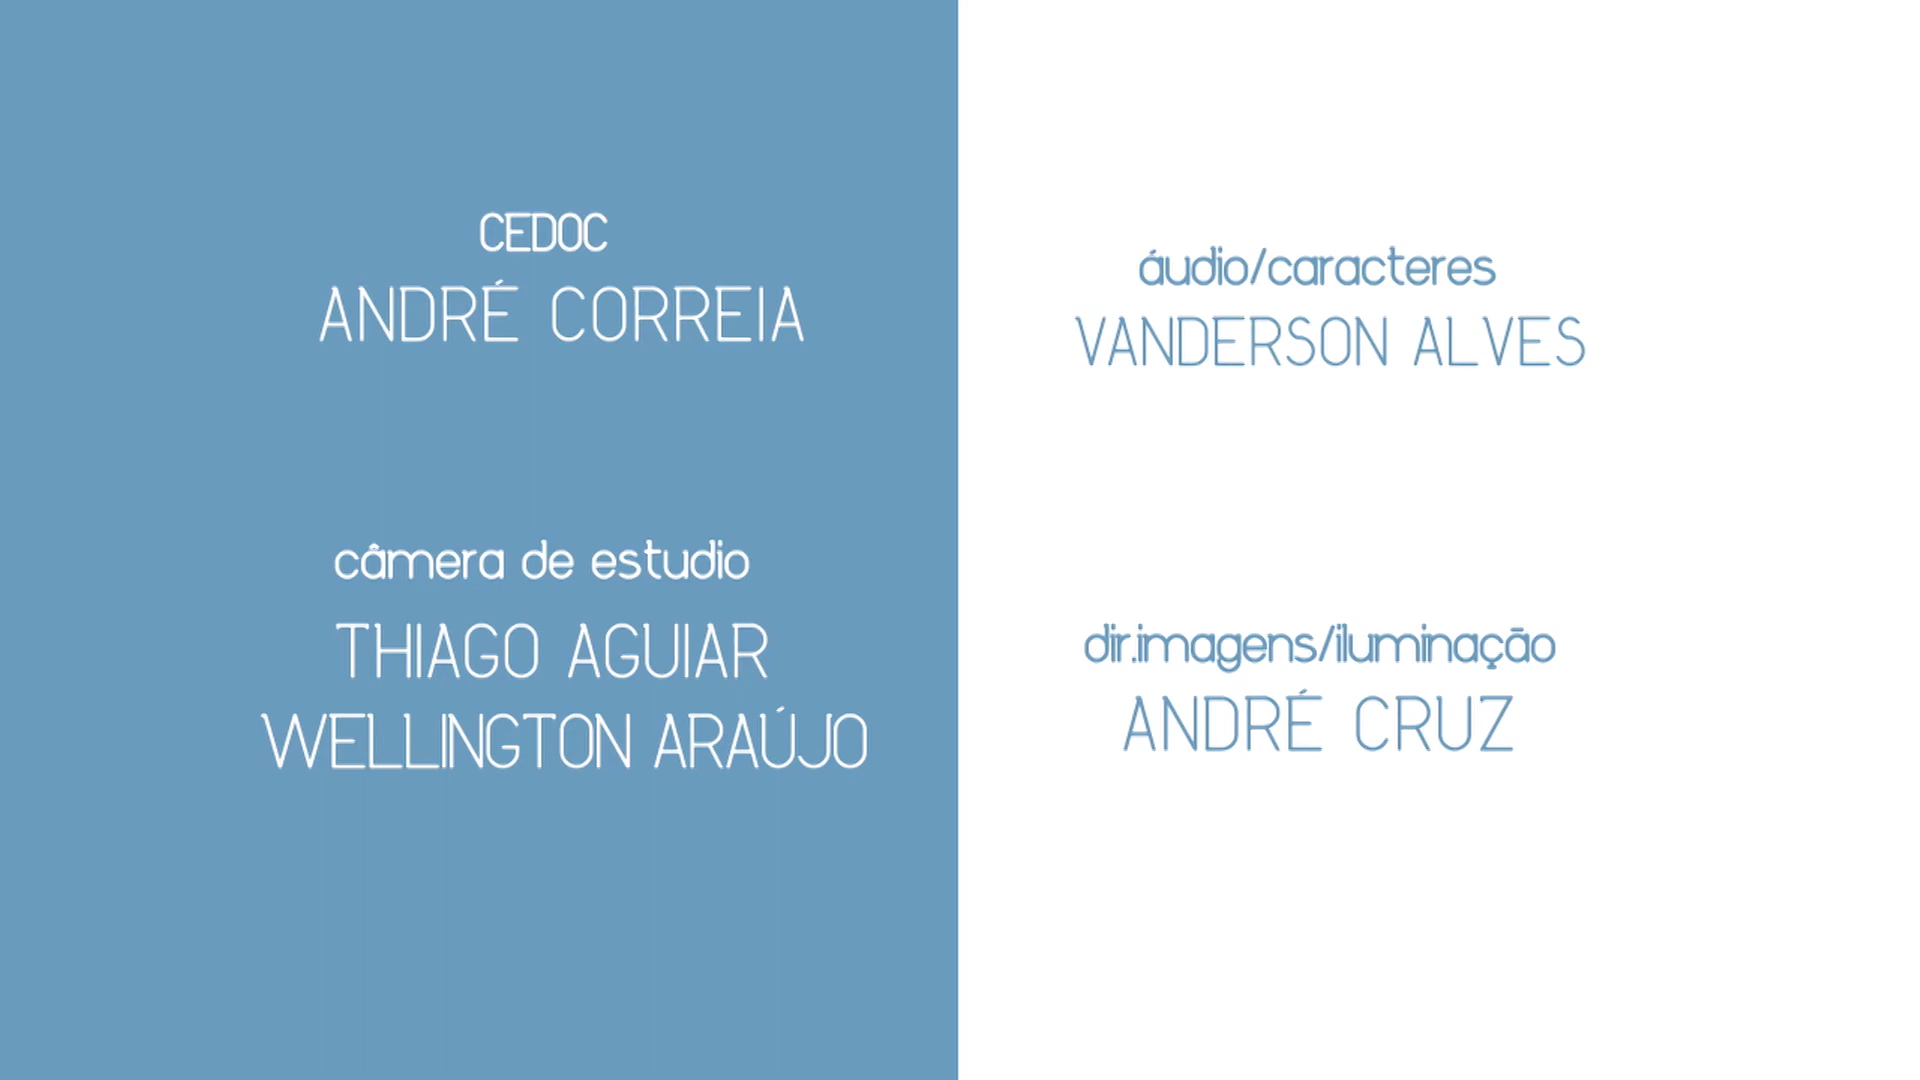 CEDOC
ANDRÉ CORREIA
câmera de estudio
THIAGO AGUIAR
WELLINGTON ARAÚJO
áudio/caracteres
VANDERSON ALVES
dir.imagens/iluminação
ANDRÉ CRUZ